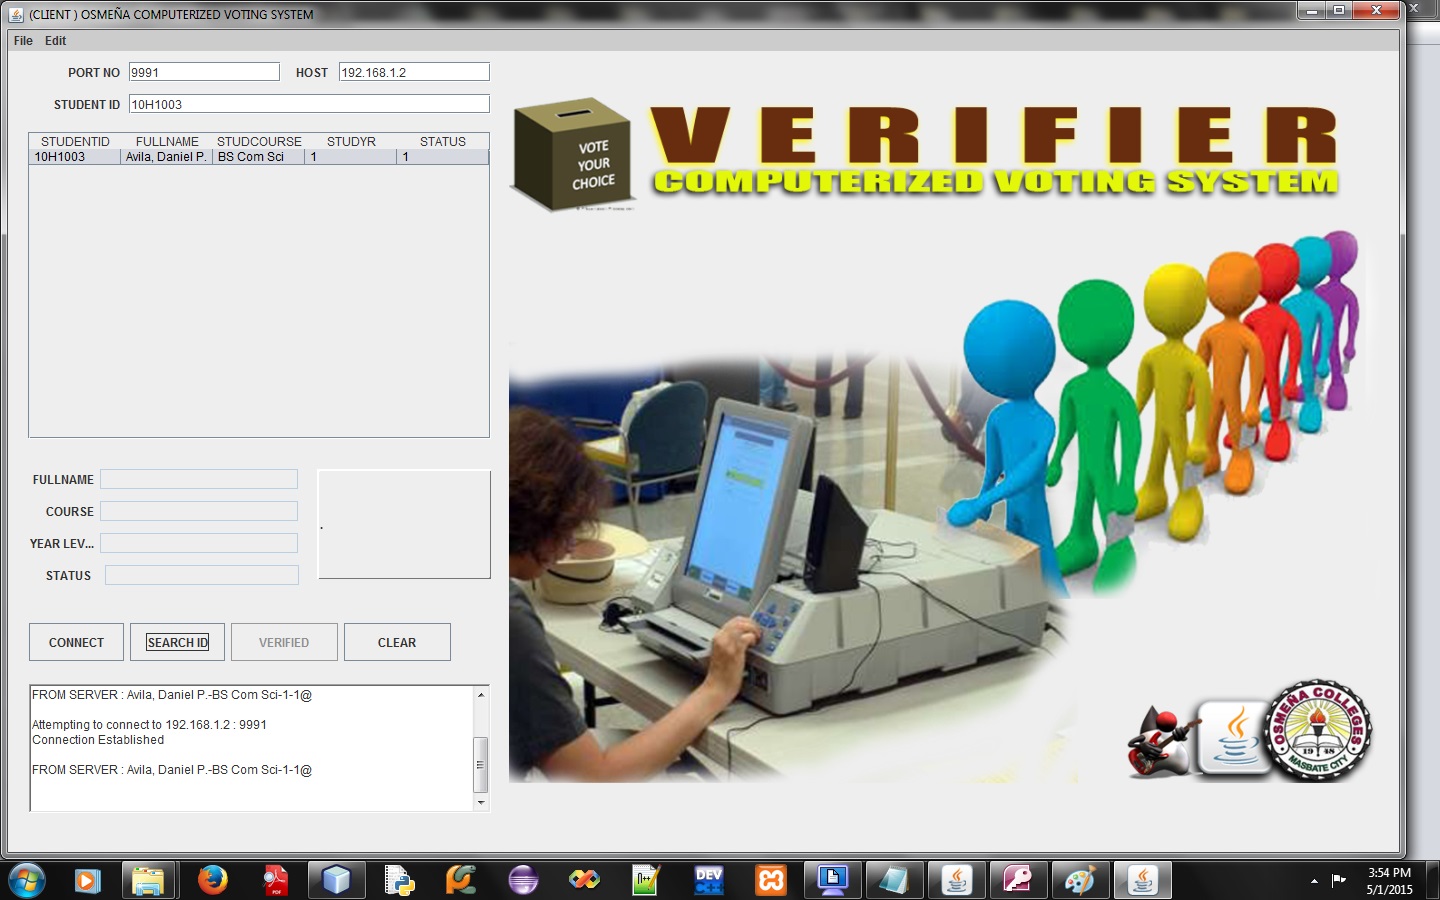 (CLIENT ) OSMEÑA COMPUTERIZED VOTING SYSTEM
File Edit
PORT NO 9991 HOST 192.168.1.2
STUDENT ID 10H1003
STUDENTID FULLNAME STUDCOURSE STUDYR STATUS
10H1003 Avila, Daniel P. BS Com Sci 1 1
VOTE
YOUR
CHOICE
VERIFIER
COMPUTERIZED VOTING SYSTEM
FULLNAME
COURSE
YEAR LEV...
STATUS
.
CONNECT SEARCH ID VERIFIED CLEAR
FROM SERVER : Avila, Daniel P.-BS Com Sci-1-1@
Attempting to connect to 192.168.1.2 : 9991
Connection Established
FROM SERVER : Avila, Daniel P.-BS Com Sci-1-1@
OSMEÑA COLLEGES
19 48
MASBATE CITY
PDF
n++
DEV
C++
3:54 PM
5/1/2015